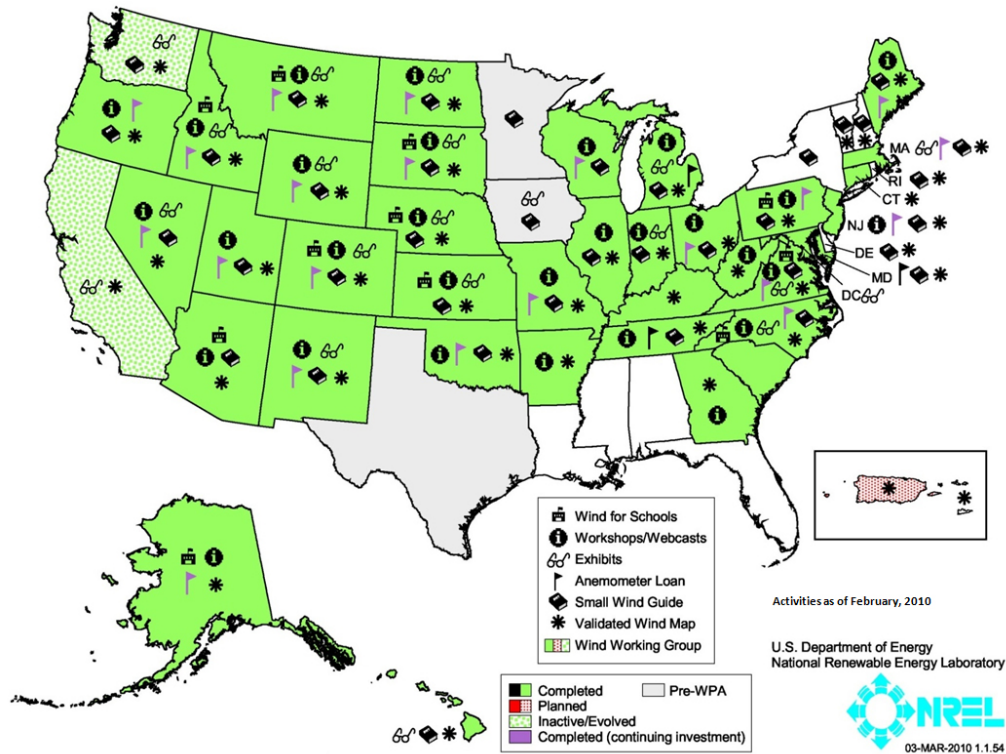 MA
RI
CT
NJ
DE
MD
DC
Wind for Schools
Workshops/Webcasts
Exhibits
Anemometer Loan
Small Wind Guide
Validated Wind Map
Wind Working Group
Completed
Pre-WPA
Planned
Inactive/Evolved
Completed (continuing investment)
Activities as of February, 2010
U.S. Department of Energy
National Renewable Energy Laboratory
NREL
03-MAR-2010 1.1.54